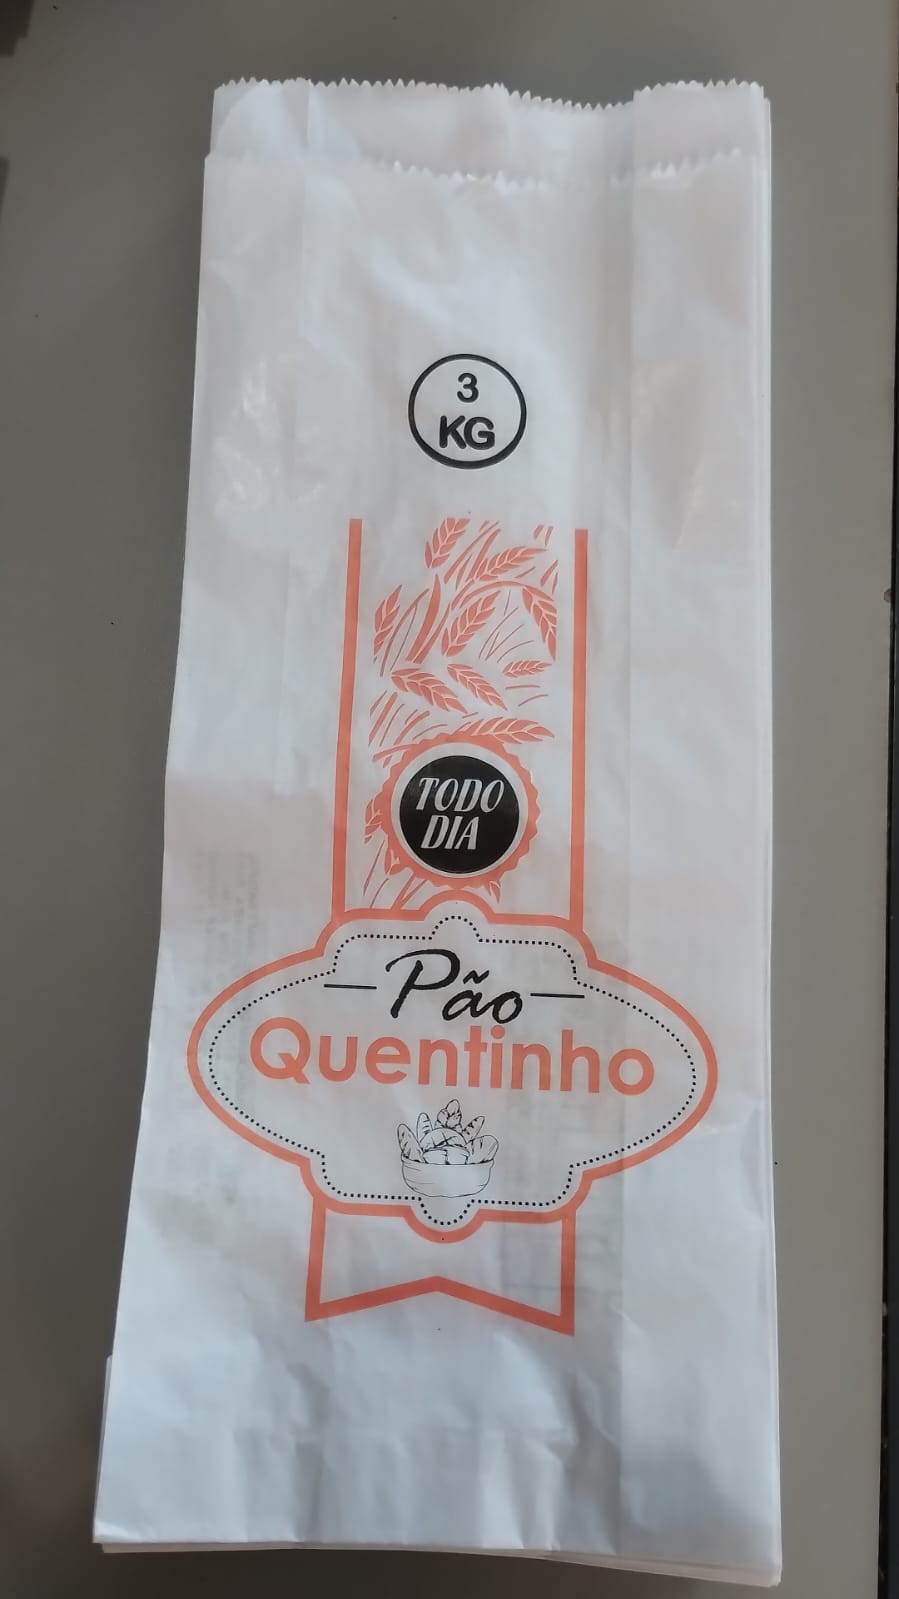 3
KG
TODO
DIA
Pão
Quentinho